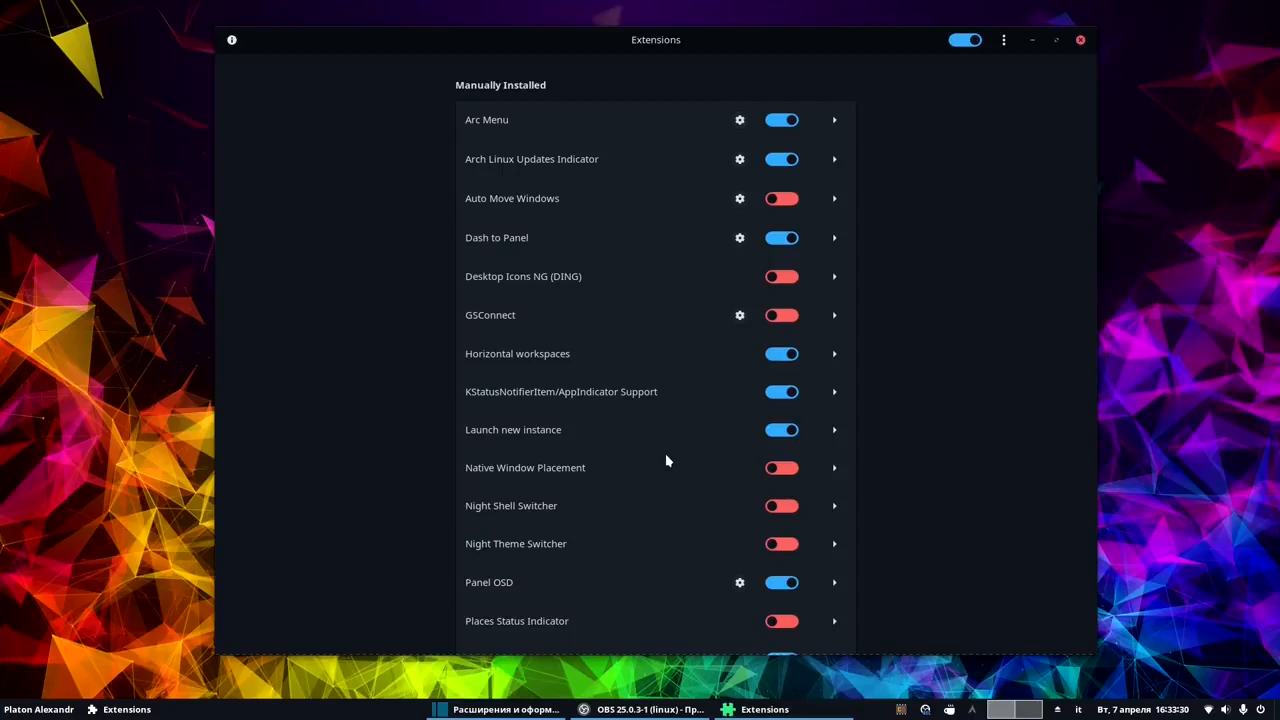 Extensions
Manually Installed
Arc Menu
Arch Linux Updates Indicator
Auto Move Windows
Dash to Panel
Desktop Icons NG (DING)
GSConnect
Horizontal workspaces
KStatusNotifierItem/AppIndicator Support
Launch new instance
Native Window Placement
Night Shell Switcher
Night Theme Switcher
Panel OSD
Places Status Indicator
Platon Alexandr Extensions Расширения и оформ... OBS 25.0.3-1 (linux) - Пр... Extensions it Вт, 7 апреля 16:33:30